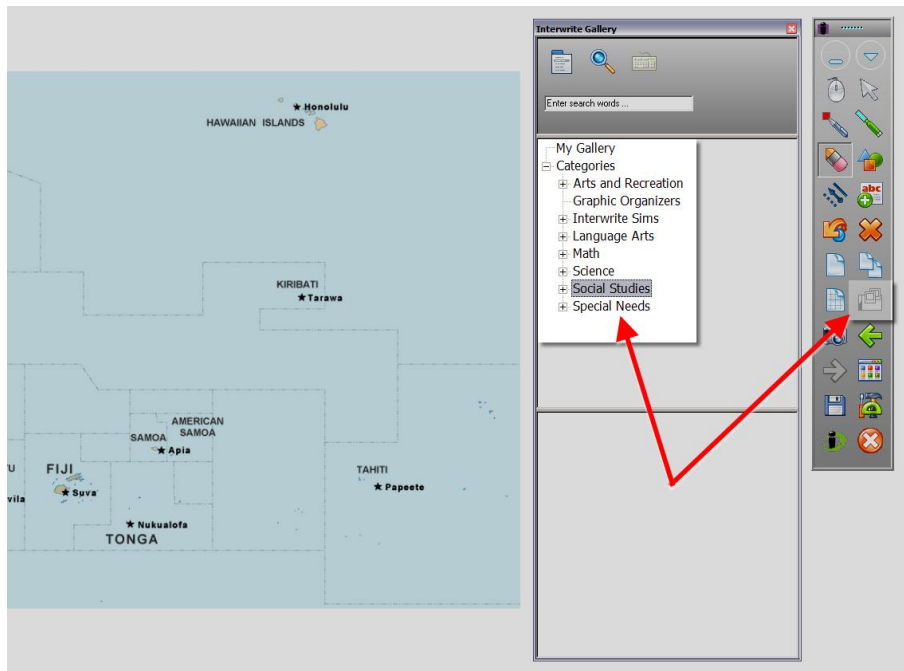 Honolulu
HAWAIIAN ISLANDS
KIRIBATI
Tarawa
AMERICAN
SAMOA
SAMOA
Apia
U
FIJI
Suva
vila
TAHITI
Papeete
Nukualofa
TONGA
Interwrite Gallery
Enter search words ...
My Gallery
Categories
Arts and Recreation
Graphic Organizers
Interwrite Sims
Language Arts
Math
Science
Social Studies
Special Needs
abc